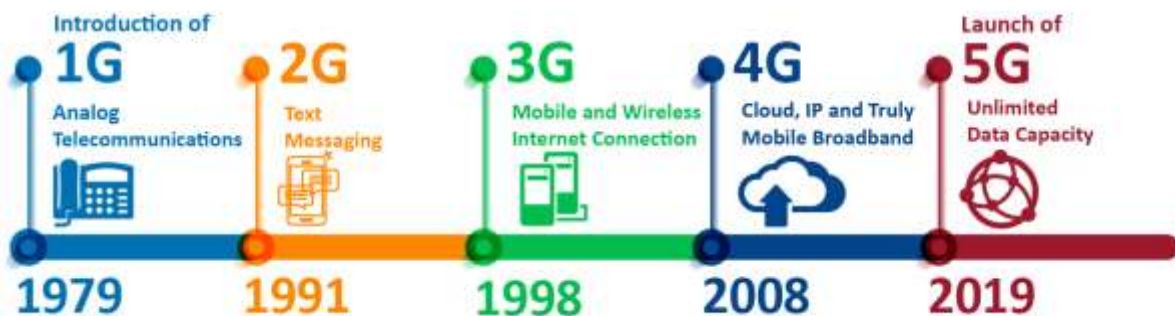 Introduction of
1G
Analog
Telecommunications
1979
2G
Text
Messaging
1991
3G
Mobile and Wireless
Internet Connection
1998
4G
Cloud, IP and Truly
Mobile Broadband
2008
Launch of
5G
Unlimited
Data Capacity
2019